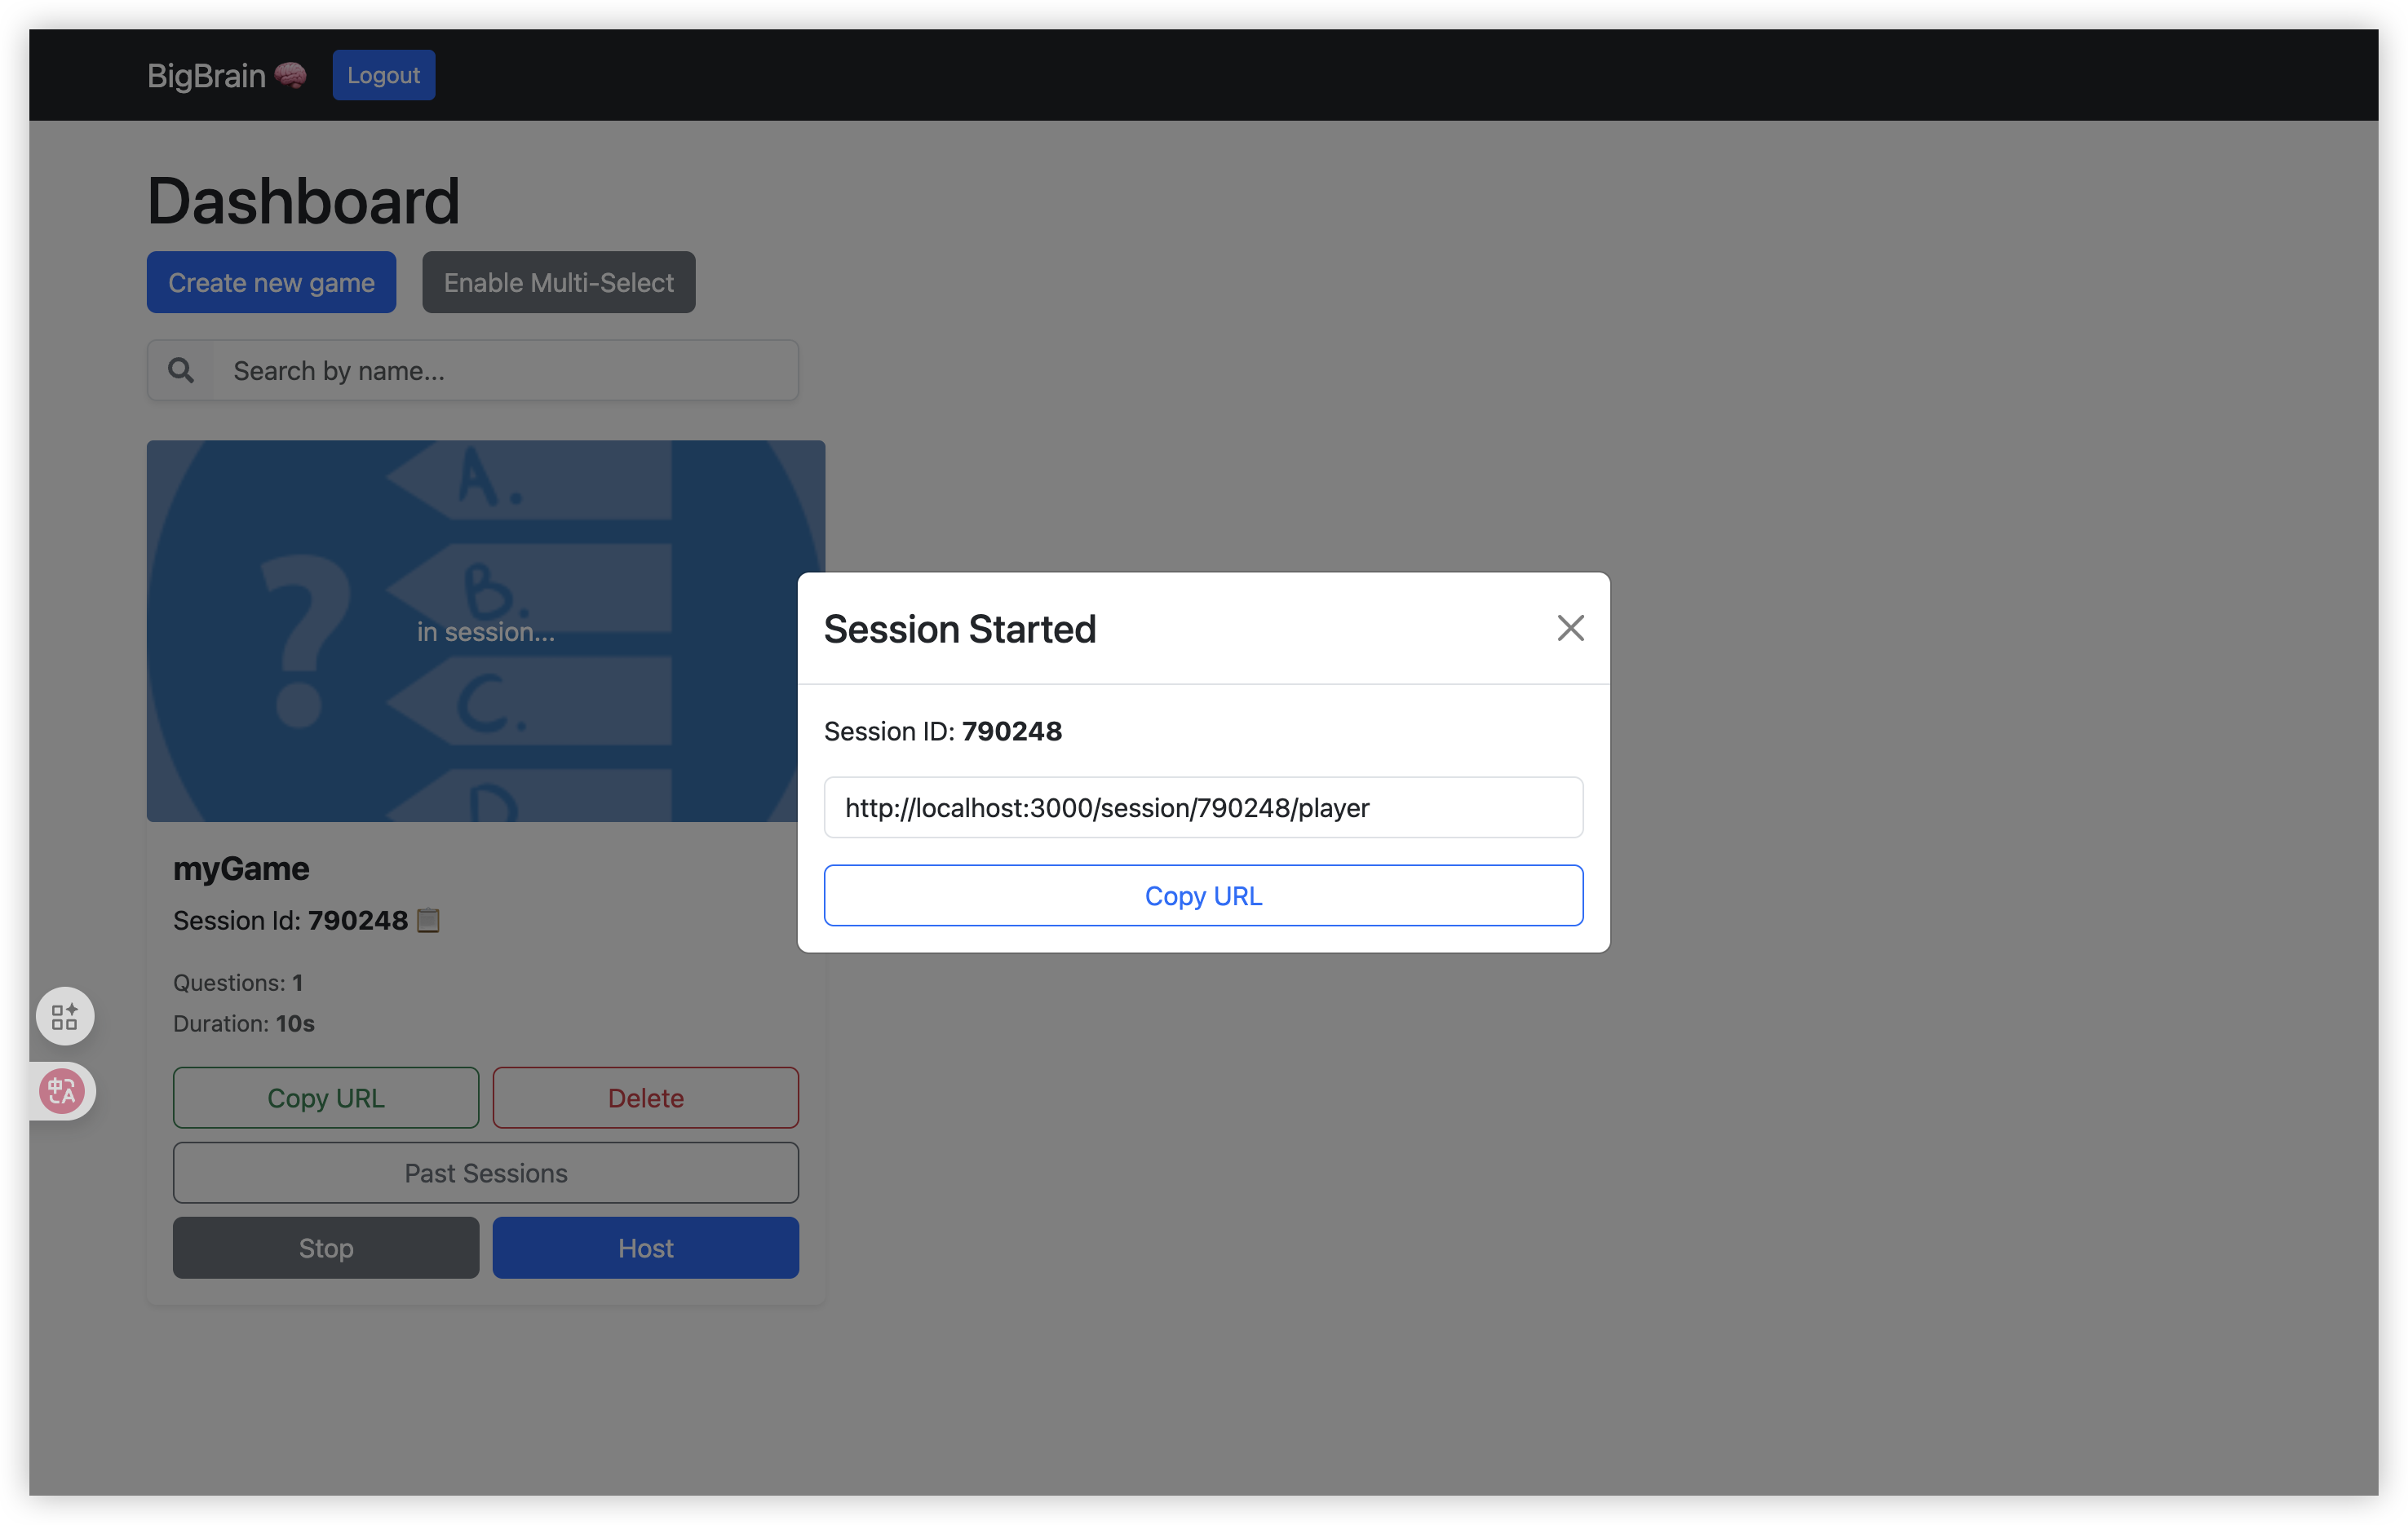 BigBrain 🧠 Logout
Dashboard
Create new game Enable Multi-Select
Search by name...
A.
B.
in session...
C.
D
?
myGame
Session Id: 790248 📋
Questions: 1
Duration: 10s
Copy URL Delete
Past Sessions
Stop Host
Session Started
Session ID: 790248
http://localhost:3000/session/790248/player
Copy URL
中A